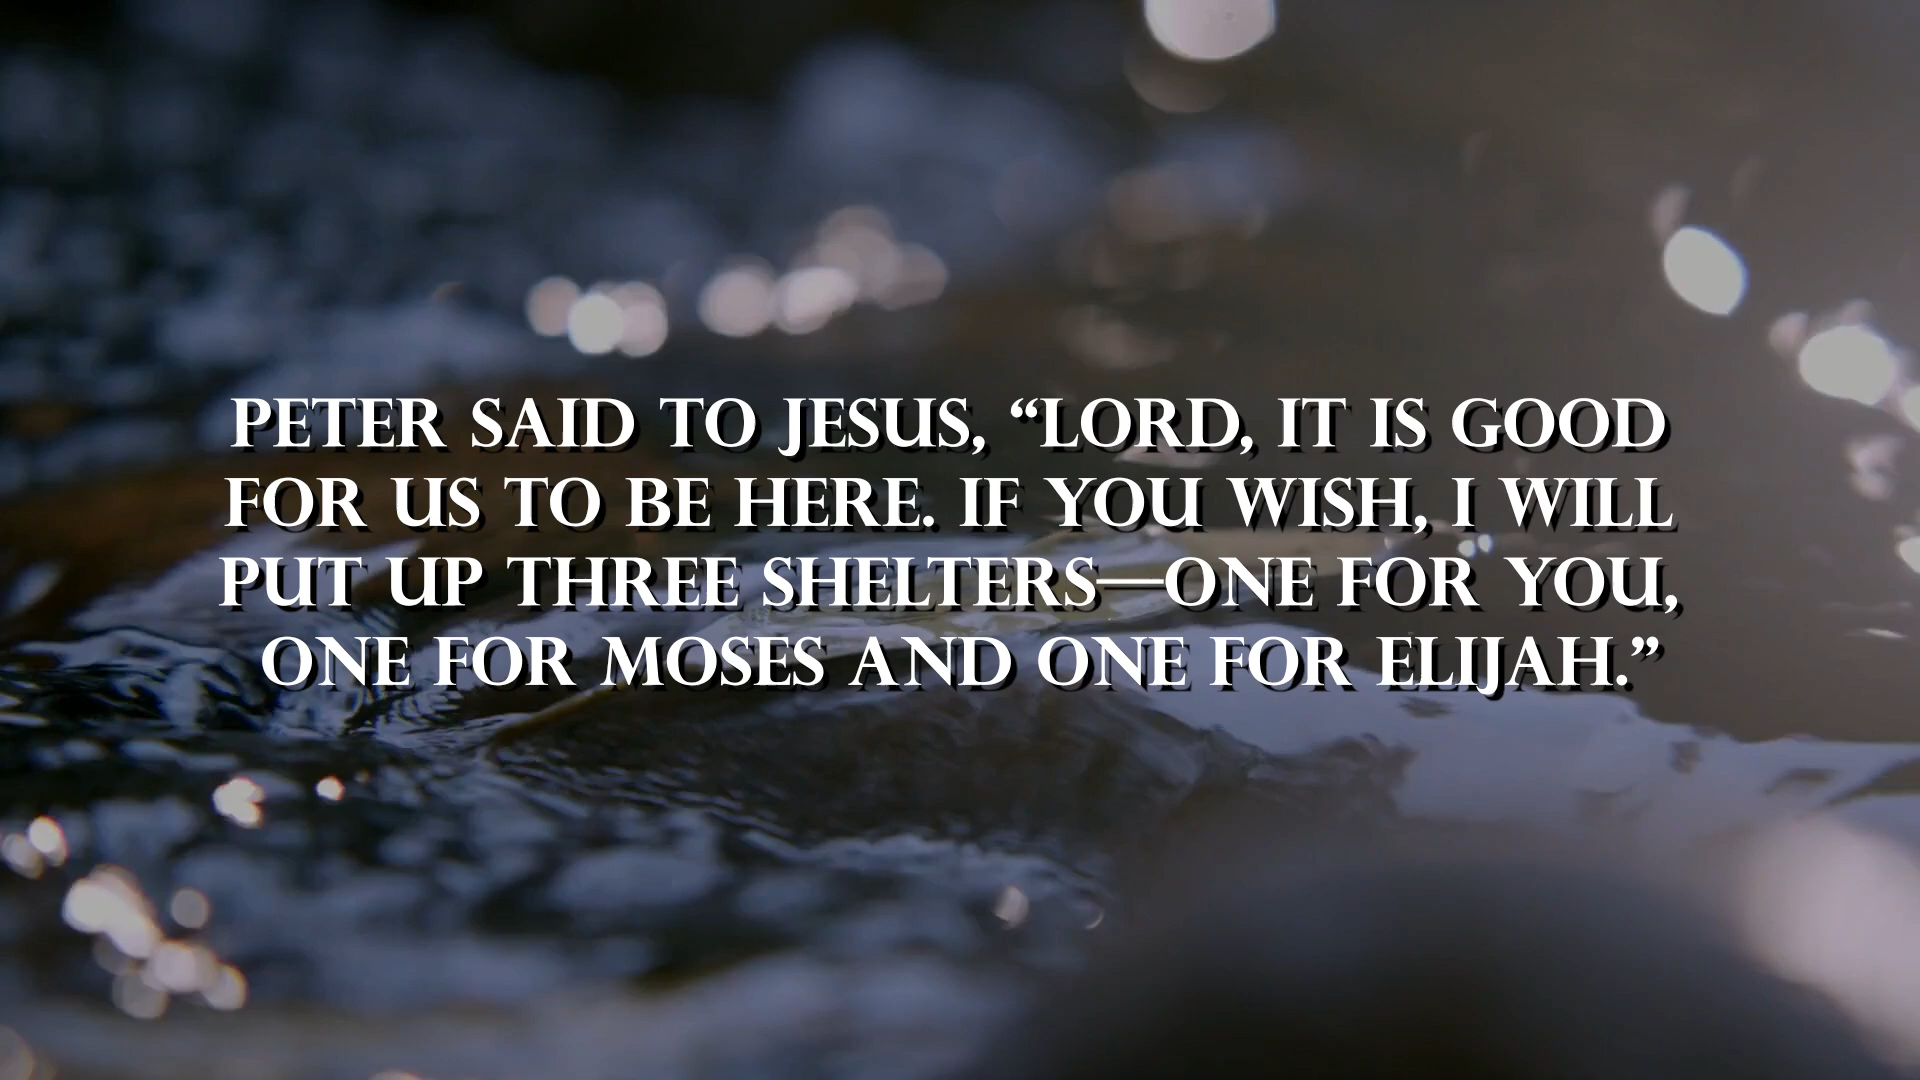 PETER SAID TO JESUS, “LORD, IT IS GOOD
FOR US TO BE HERE. IF YOU WISH, I WILL
PUT UP THREE SHELTERS—ONE FOR YOU,
ONE FOR MOSES AND ONE FOR ELIJAH.”